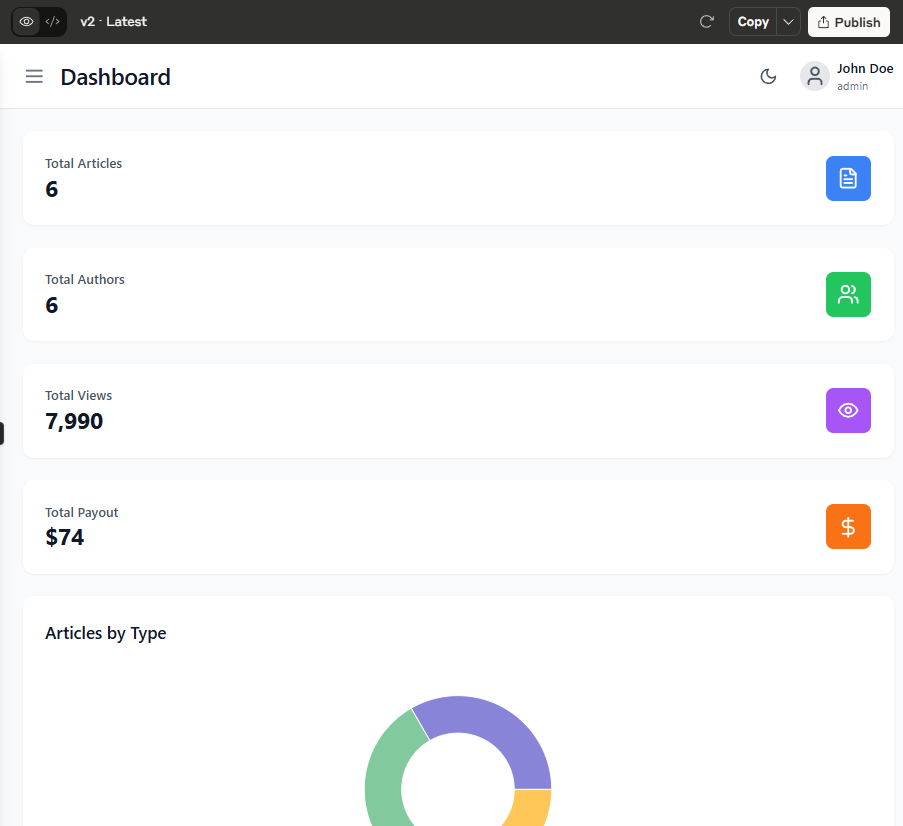 v2 · Latest
Copy
Publish
Dashboard
John Doe
admin
Total Articles
6
Total Authors
6
Total Views
7,990
Total Payout
$74
Articles by Type